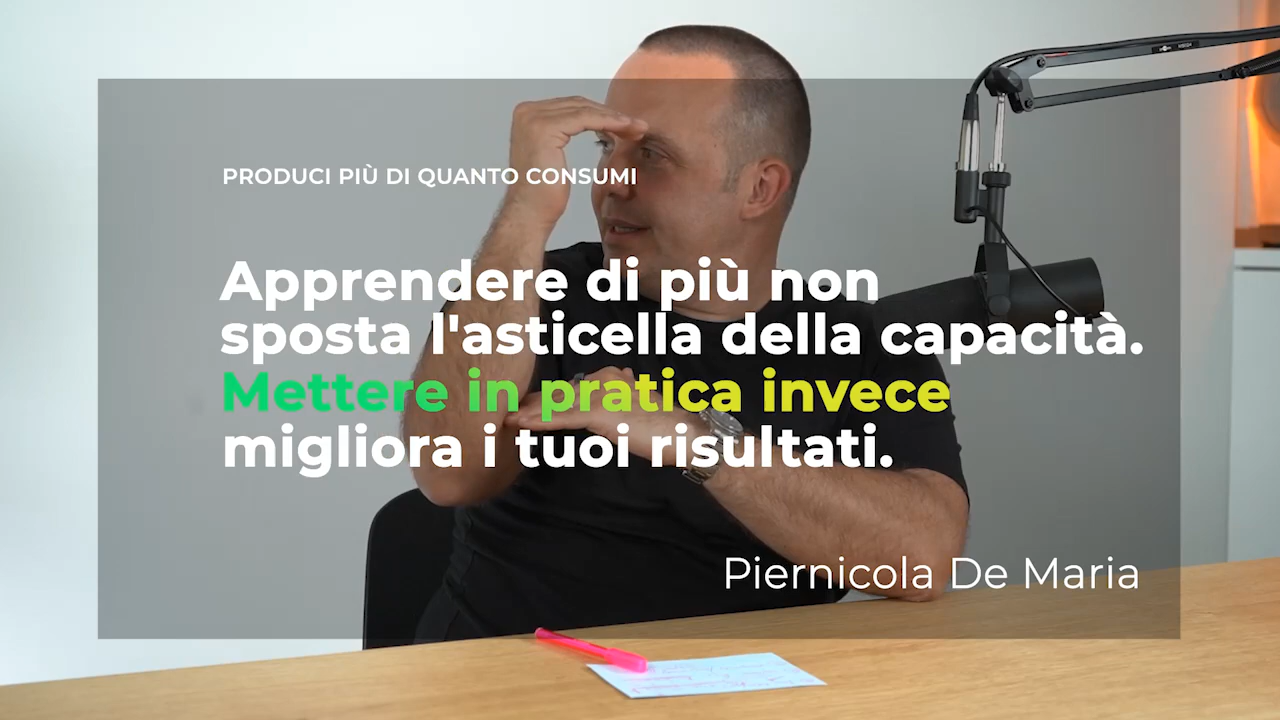 PRODUCI PIÙ DI QUANTO CONSUMI
Apprendere di più non
sposta l'asticella della capacità.
Mettere in pratica invece
migliora i tuoi risultati.
Piernicola De Maria